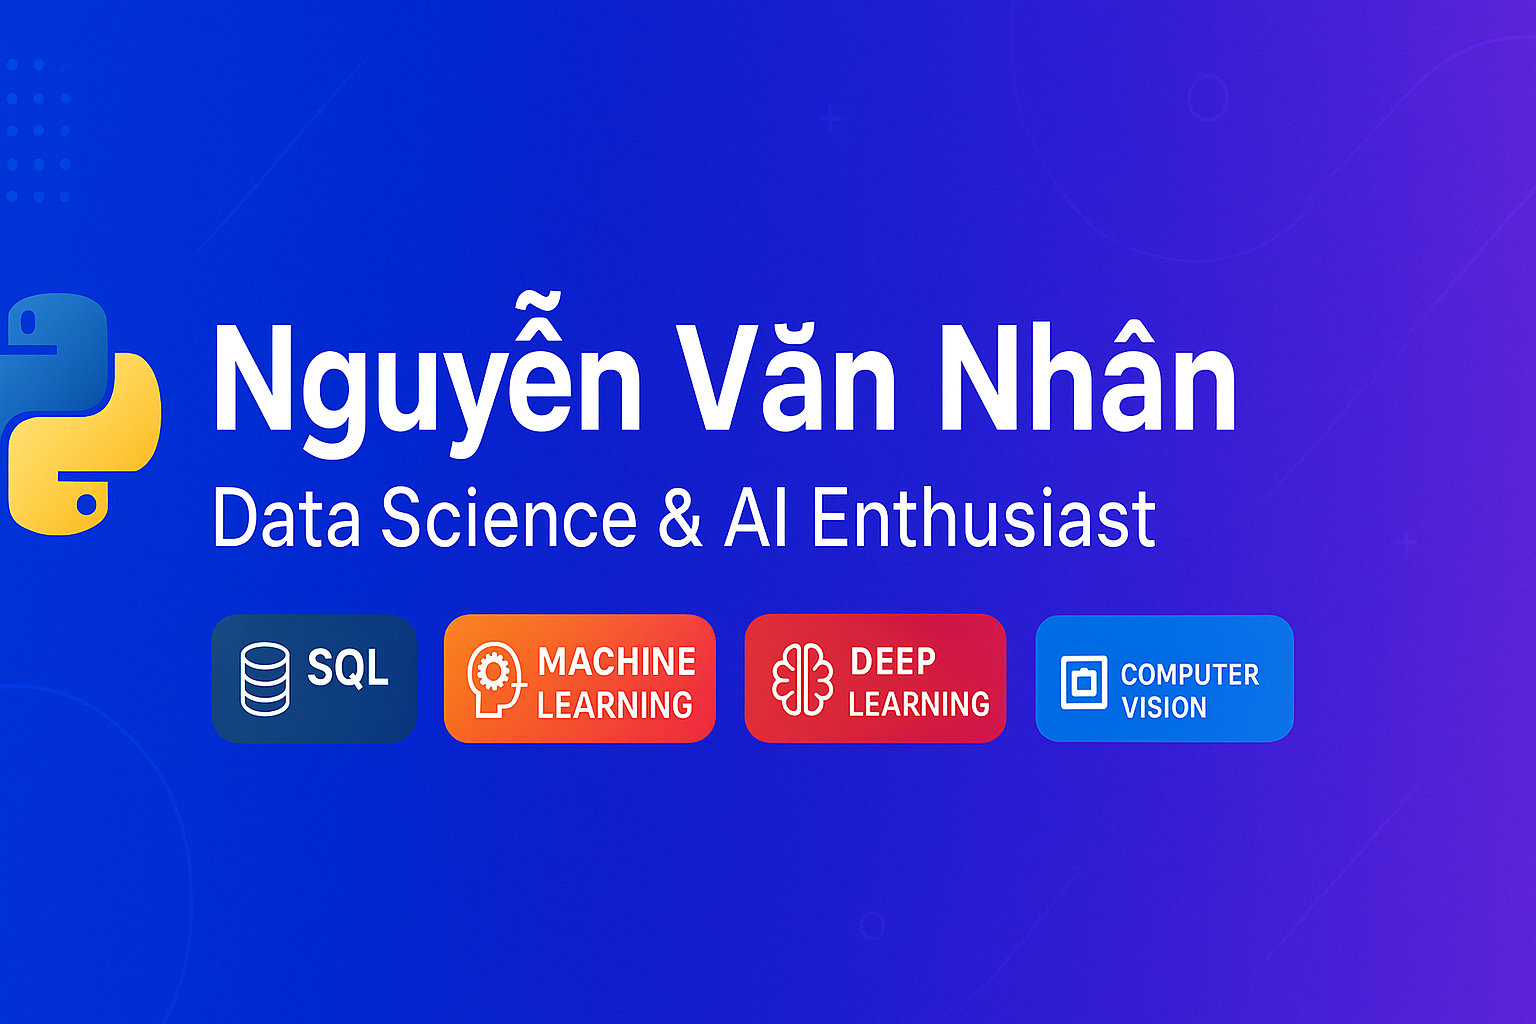 Nguyễn Văn Nhân
Data Science & AI Enthusiast
SQL
MACHINE
LEARNING
DEEP
LEARNING
COMPUTER
VISION